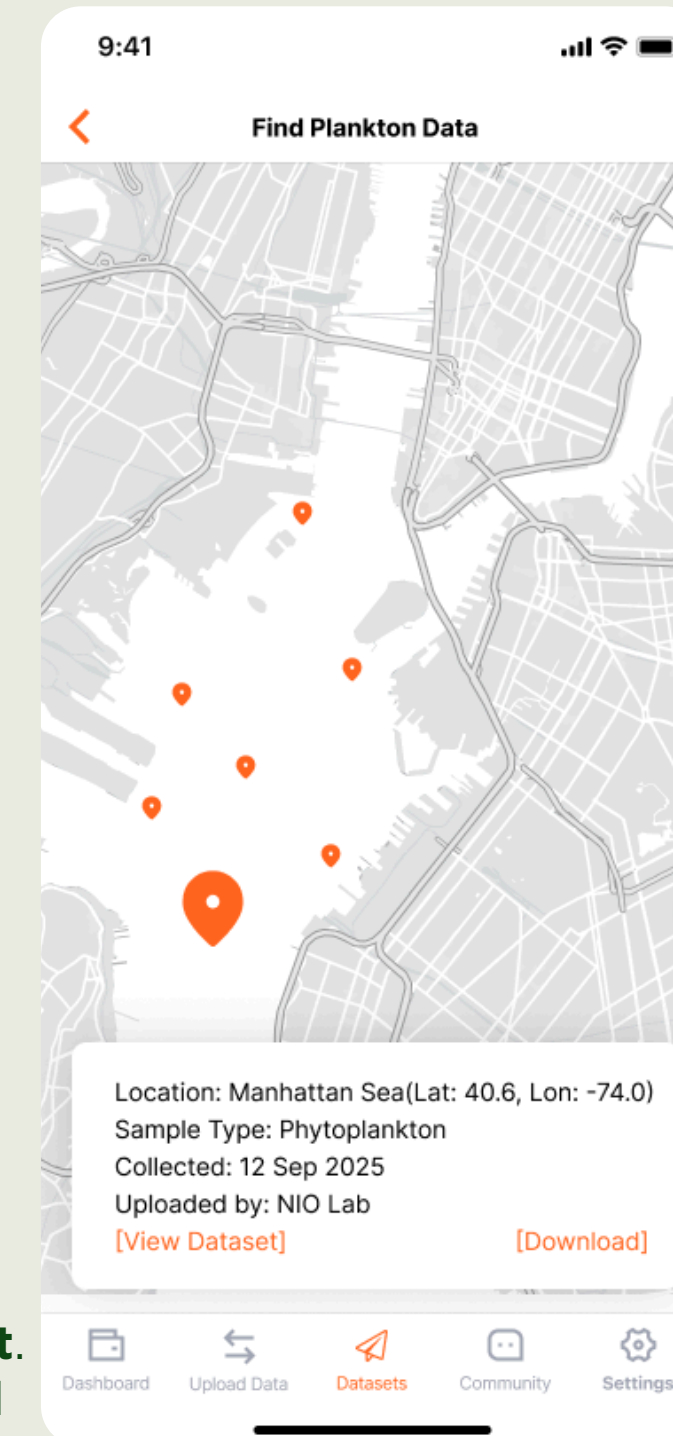 9:41
Find Plankton Data
Location: Manhattan Sea(Lat: 40.6, Lon: -74.0)
Sample Type: Phytoplankton
Collected: 12 Sep 2025
Uploaded by: NIO Lab
[View Dataset]
[Download]
Dashboard
Upload Data
Datasets
Community
Settings